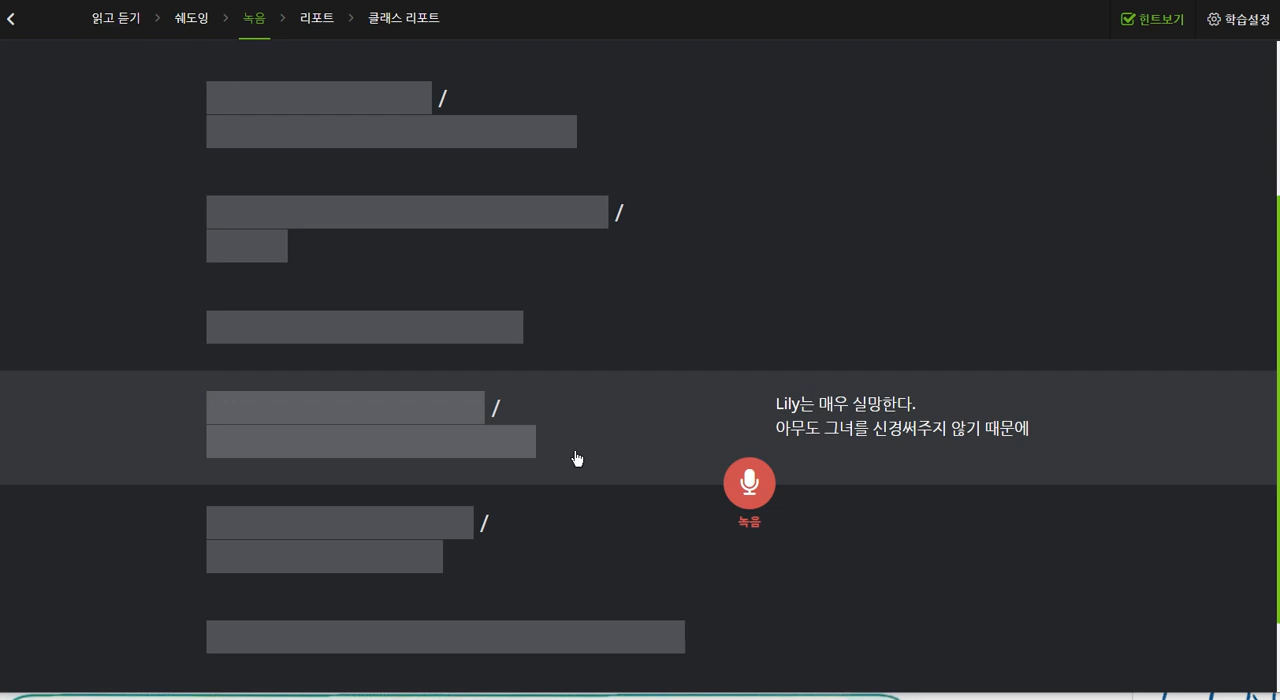 읽고 듣기 > 쉐도잉 > 녹음 > 리포트 > 클래스 리포트
힌트보기
학습설정
/
/
/
Lily는 매우 실망한다.
아무도 그녀를 신경써주지 않기 때문에
녹음
/